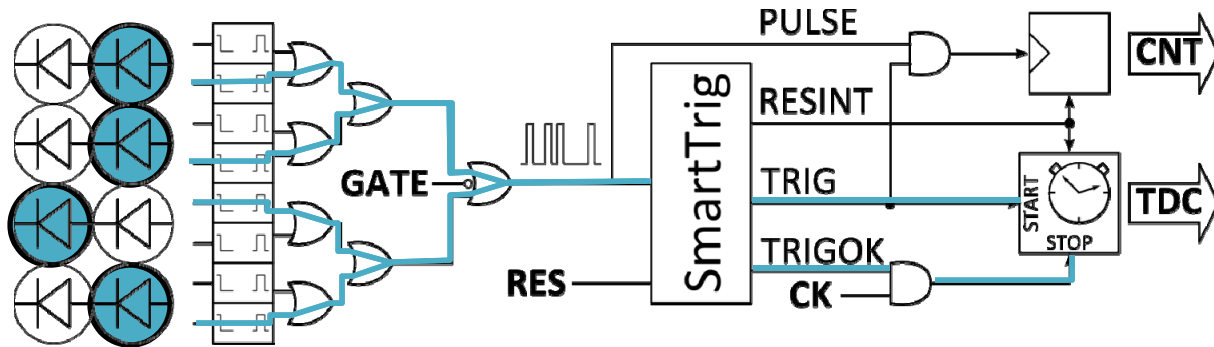 PULSE
CNT
RESINT
SmartTrig
GATE
TRIG
START
TDC
STOP
TRIGOK
RES
CK